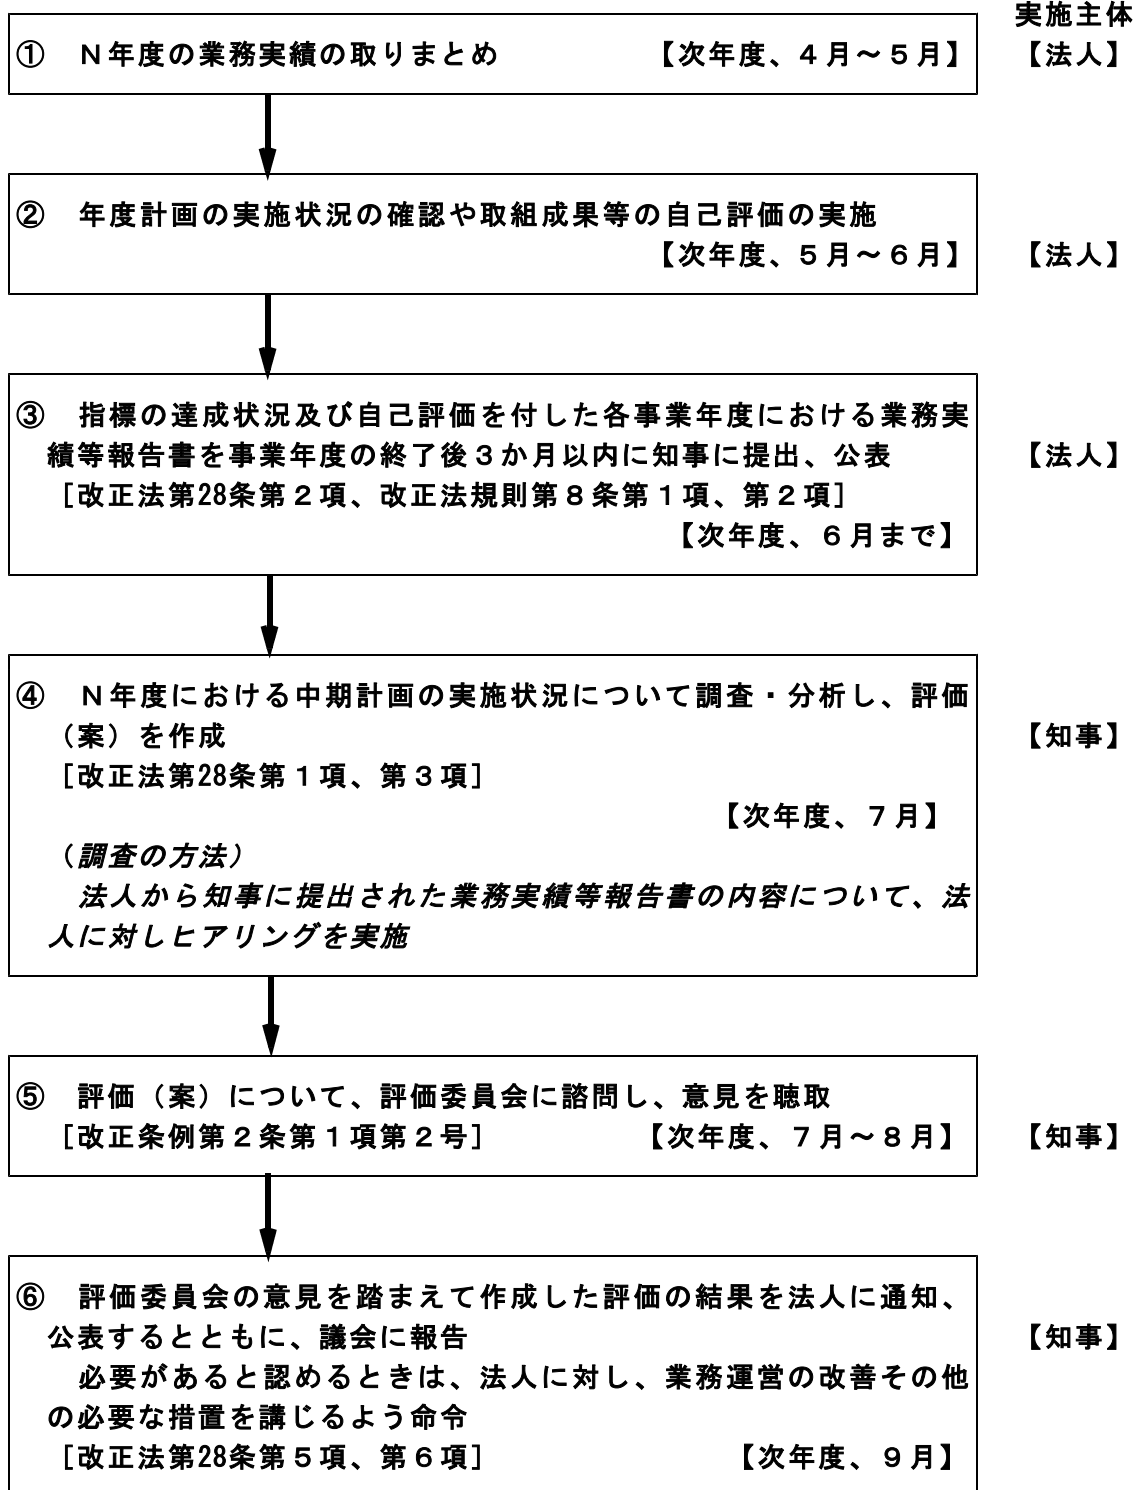 実施主体
① Ｎ年度の業務実績の取りまとめ 【次年度、４月～５月】 【法人】
② 年度計画の実施状況の確認や取組成果等の自己評価の実施
【次年度、５月～６月】 【法人】
③ 指標の達成状況及び自己評価を付した各事業年度における業務実
績等報告書を事業年度の終了後３か月以内に知事に提出、公表 【法人】
［改正法第28条第２項、改正法規則第８条第１項、第２項］
【次年度、６月まで】
④ Ｎ年度における中期計画の実施状況について調査・分析し、評価
（案）を作成 【知事】
［改正法第28条第１項、第３項］
【次年度、７月】
（調査の方法）
法人から知事に提出された業務実績等報告書の内容について、法
人に対しヒアリングを実施
⑤ 評価（案）について、評価委員会に諮問し、意見を聴取
［改正条例第２条第１項第２号］ 【次年度、７月～８月】 【知事】
⑥ 評価委員会の意見を踏まえて作成した評価の結果を法人に通知、
公表するとともに、議会に報告 【知事】
必要があると認めるときは、法人に対し、業務運営の改善その他
の必要な措置を講じるよう命令
［改正法第28条第５項、第６項］ 【次年度、９月】